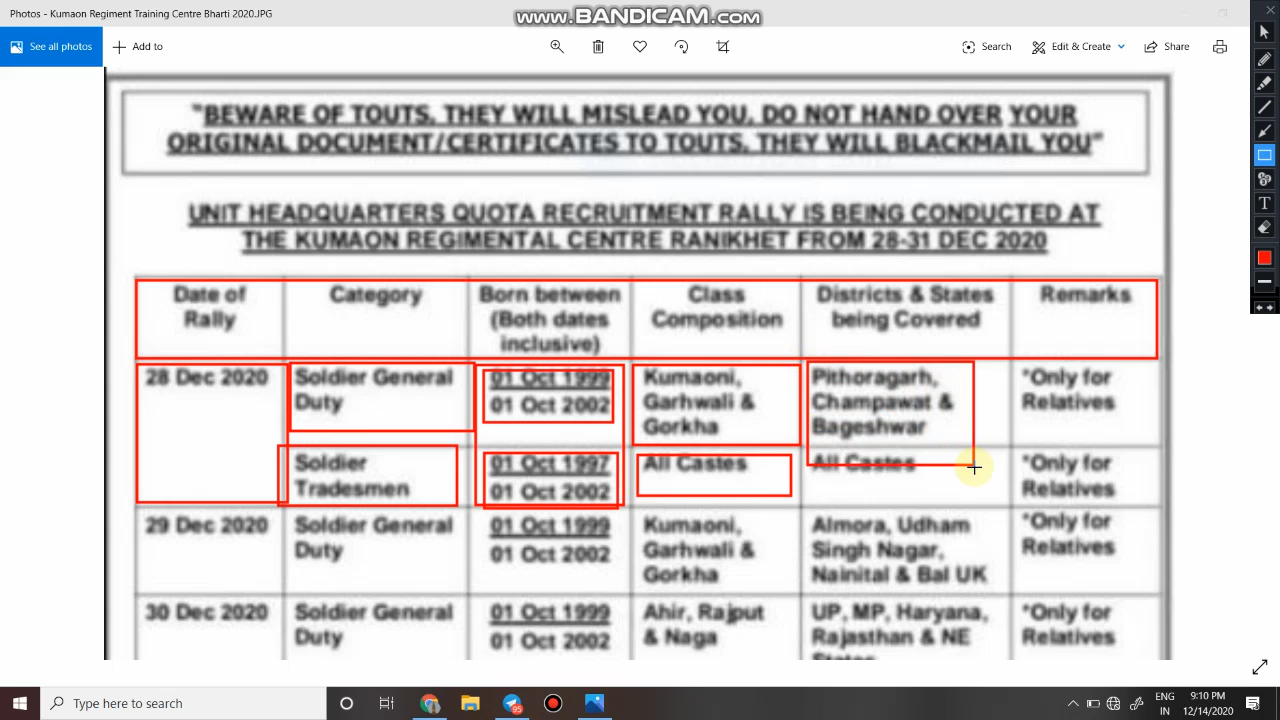 Photos - Kumaon Regiment Training Centre Bharti 2020.JPG
www.BANDICAM.com
See all photos
Add to
Search
Edit & Create
Share
"BEWARE OF TOUTS, THEY WILL MISLEAD YOU, DO NOT HAND OVER YOUR
ORIGINAL DOCUMENT/CERTIFICATES TO TOUTS, THEY WILL BLACKMAIL YOU"
UNIT HEADQUARTERS QUOTA RECRUITMENT RALLY IS BEING CONDUCTED AT
THE KUMAON REGIMENTAL CENTRE RANIKHET FROM 28-31 DEC 2020
Date of
Rally
Category
Born between
(Both dates
inclusive)
Class
Composition
Districts & States
being Covered
Remarks
28 Dec 2020
Soldier General
Duty
01 Oct 1999
01 Oct 2002
Kumaoni,
Garhwali &
Gorkha
Pithoragarh,
Champawat &
Bageshwar
*Only for
Relatives
Soldier
Tradesmen
01 Oct 1997
01 Oct 2002
All Castes
All Castes
*Only for
Relatives
29 Dec 2020
Soldier General
Duty
01 Oct 1999
01 Oct 2002
Kumaoni,
Garhwali &
Gorkha
Almora, Udham
Singh Nagar,
Nainital & Bal UK
*Only for
Relatives
30 Dec 2020
Soldier General
Duty
01 Oct 1999
01 Oct 2002
Ahir, Rajput
& Naga
UP, MP, Haryana,
Rajasthan & NE
States
*Only for
Relatives
Type here to search
95
ENG
IN
9:10 PM
12/14/2020